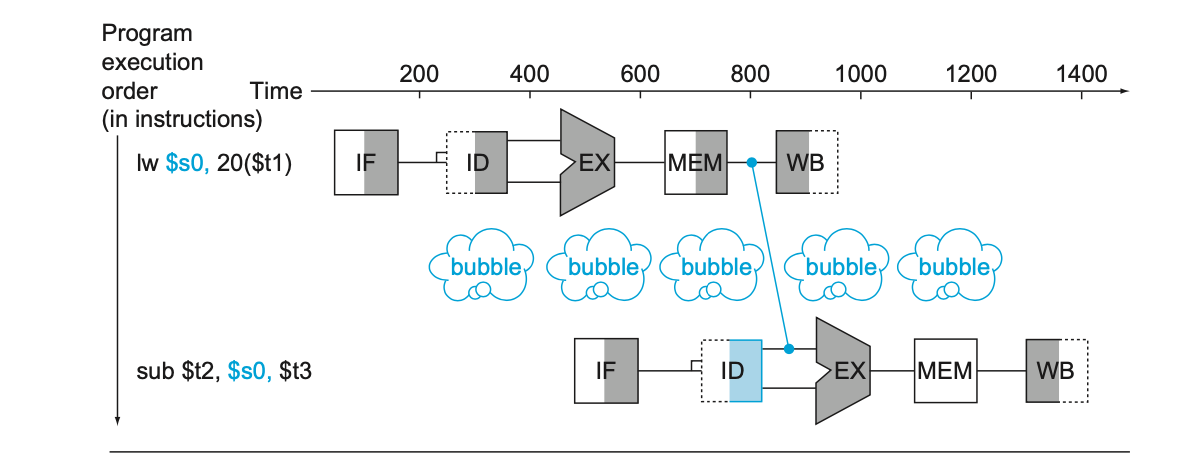 Program
execution
order
(in instructions)
Time
200 400 600 800 1000 1200 1400
lw $s0, 20($t1)
IF ID EX MEM WB
bubble bubble bubble bubble bubble
sub $t2, $s0, $t3
IF ID EX MEM WB